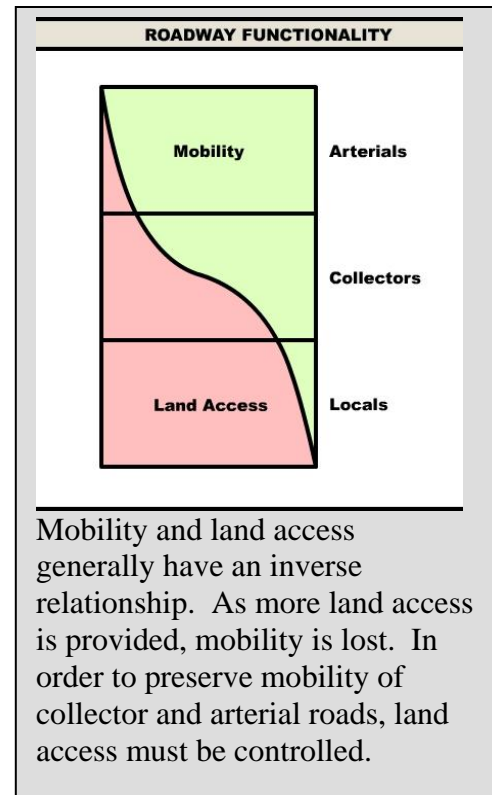 ROADWAY FUNCTIONALITY
Mobility
Arterials
Collectors
Land Access
Locals
Mobility and land access
generally have an inverse
relationship.  As more land access
is provided, mobility is lost.  In
order to preserve mobility of
collector and arterial roads, land
access must be controlled.